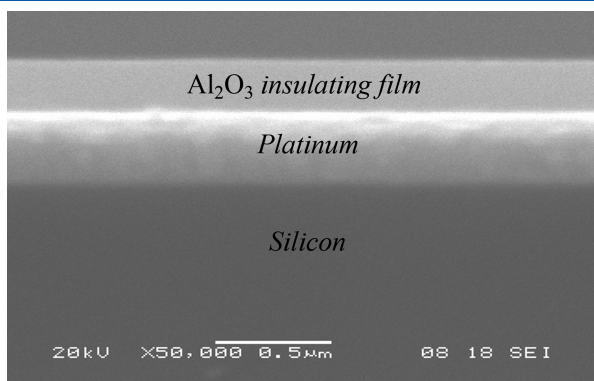 Al₂O₃ insulating film
Platinum
Silicon
20kV X50,000 0.5μm 08 18 SEI